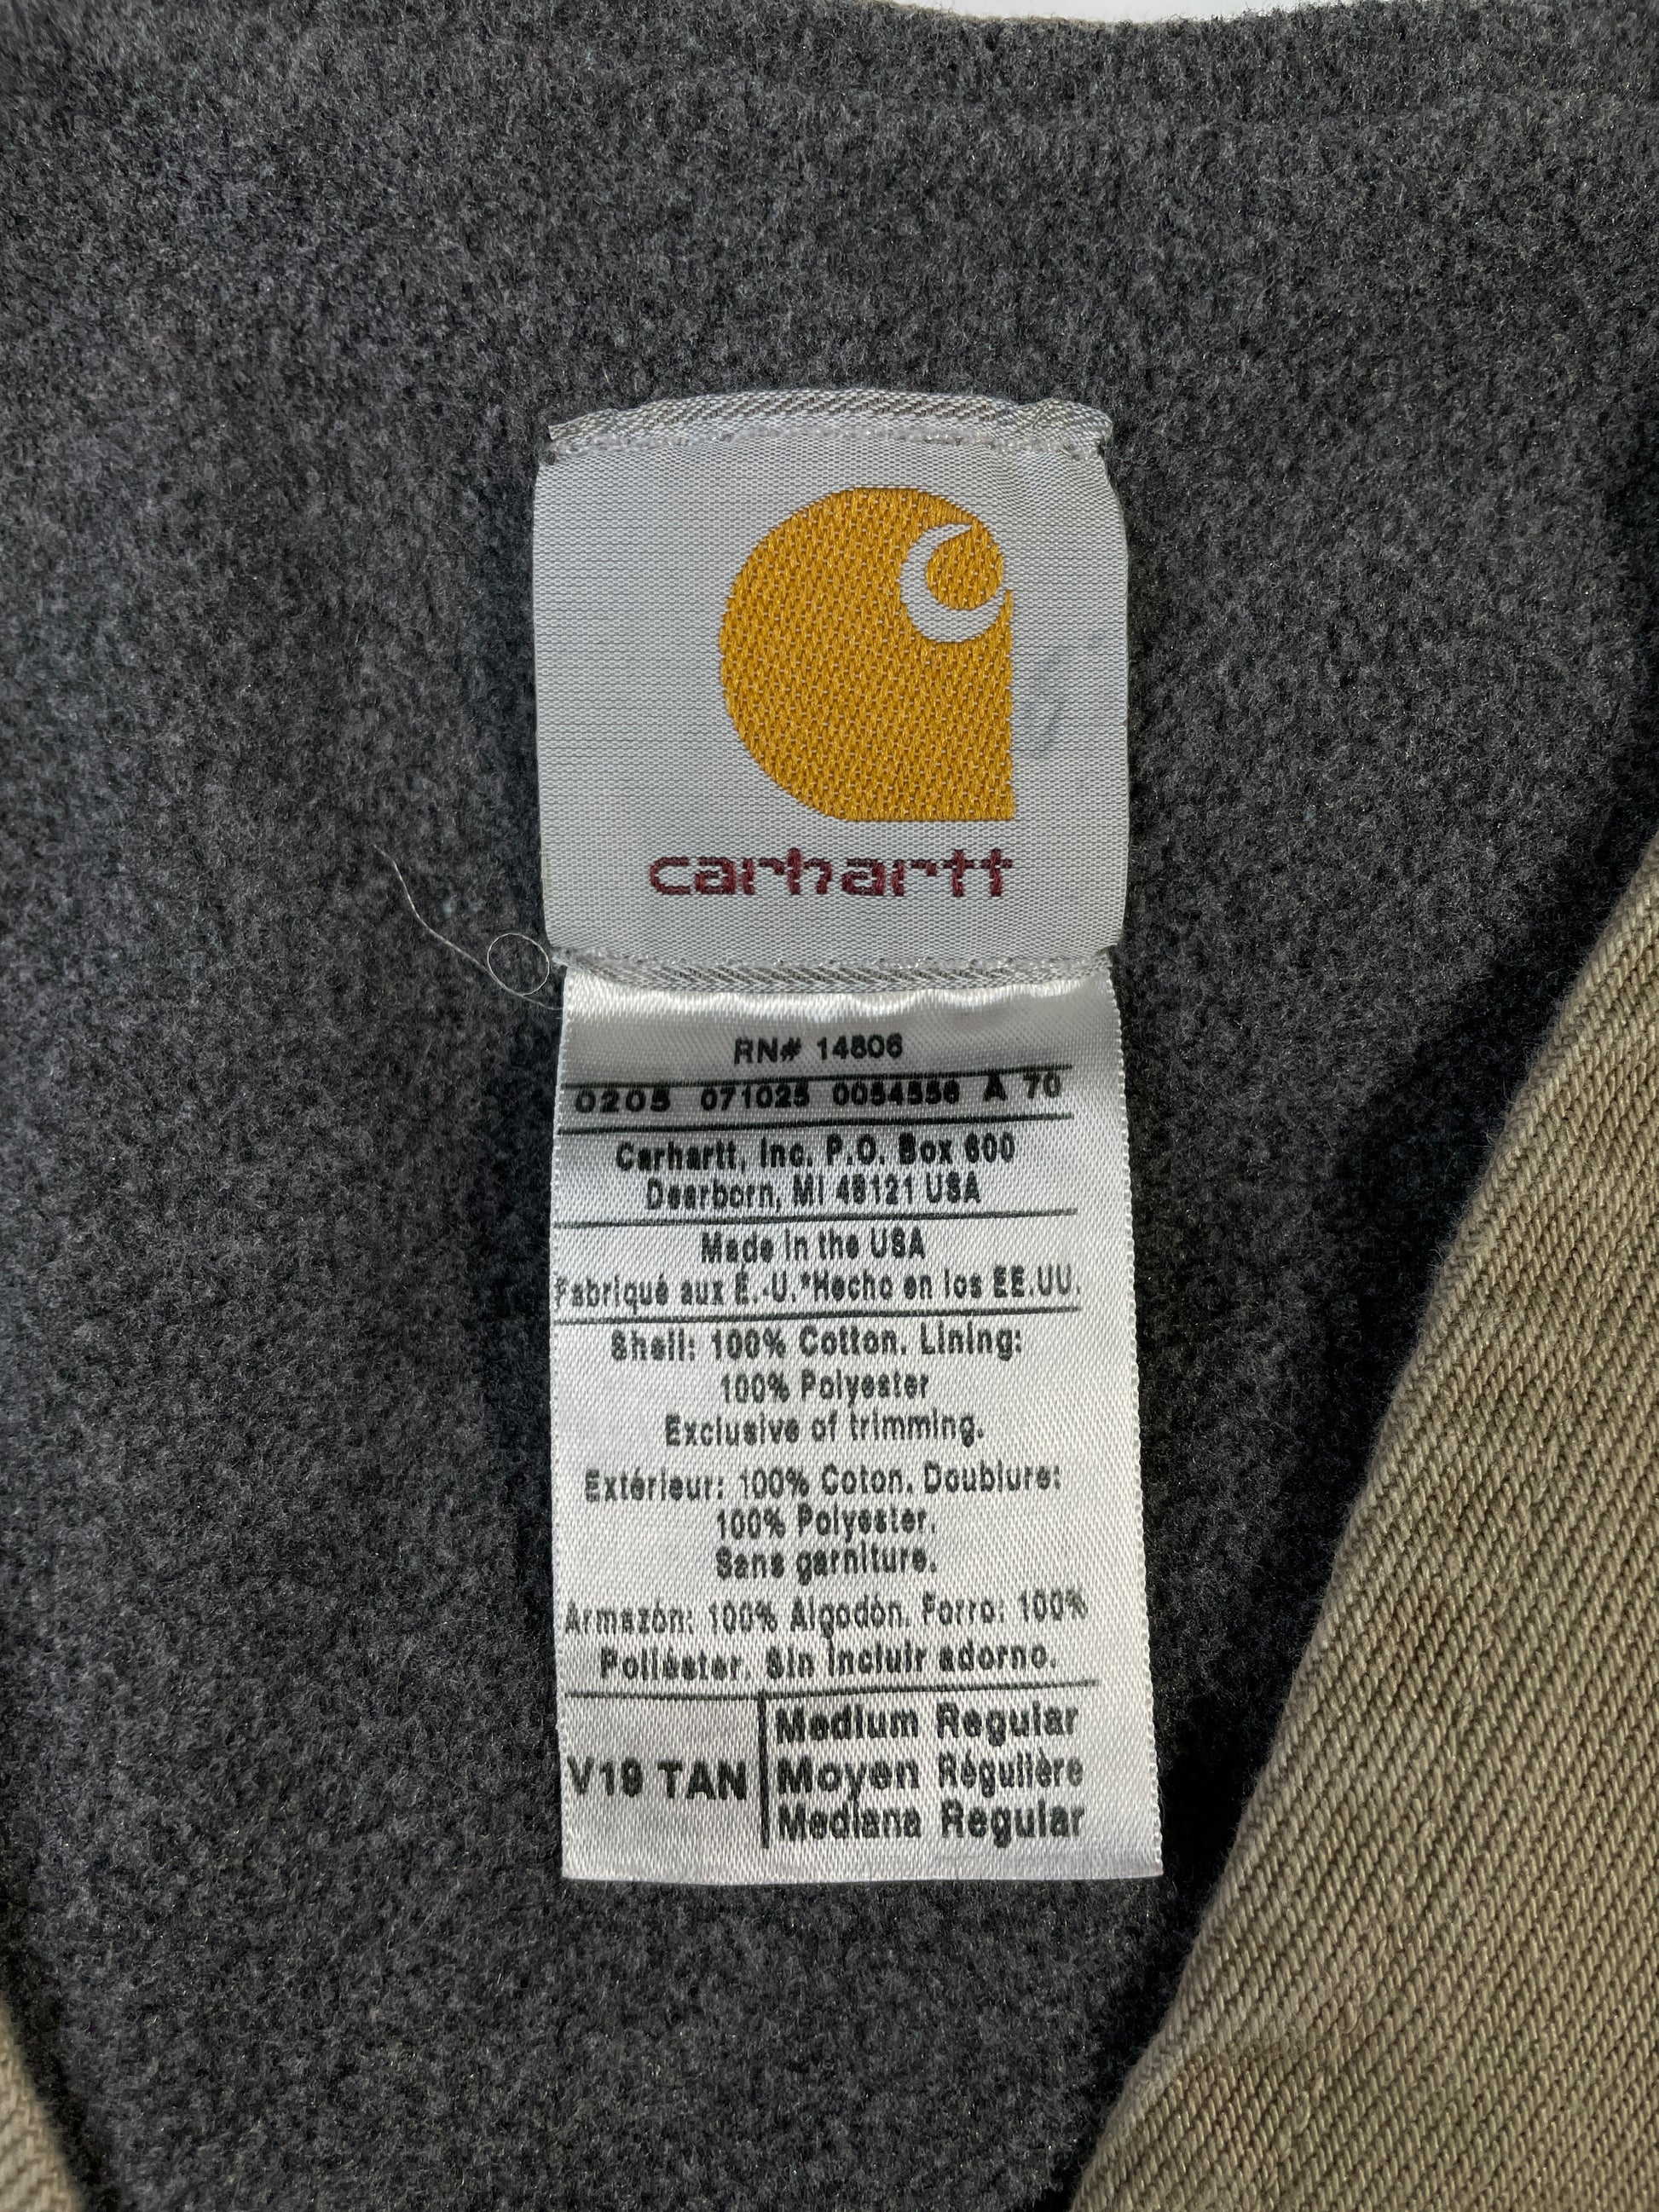 carhartt
RN# 14806
0205 071025 0054556 A 70
Carhartt, Inc. P.O. Box 600
Dearborn, MI 48121 USA
Made in the USA
Fabriqué aux É.-U.*Hecho en los EE.UU.
Shell: 100% Cotton. Lining:
100% Polyester
Exclusive of trimming.
Extérieur: 100% Coton. Doublure:
100% Polyester.
Sans garniture.
Armazón: 100% Algodón. Forro: 100%
Poliéster. Sin incluir adorno.
V19 TAN
Medium Regular
Moyen Régulière
Mediana Regular